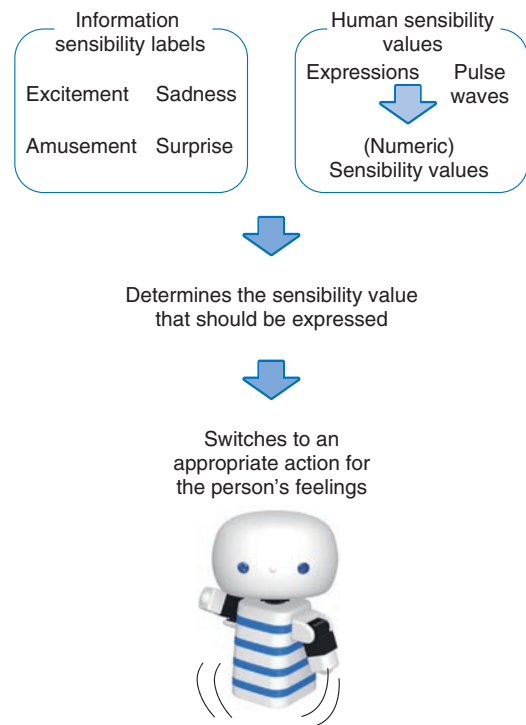 Information
sensibility labels
Excitement Sadness
Amusement Surprise
Human sensibility
values
Expressions Pulse
waves
(Numeric)
Sensibility values
Determines the sensibility value
that should be expressed
Switches to an
appropriate action for
the person's feelings